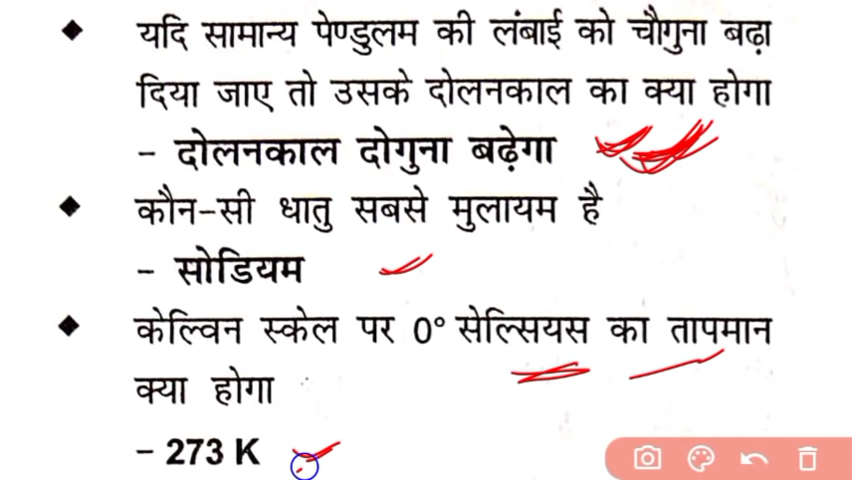 ◆ यदि सामान्य पेण्डुलम की लंबाई को चौगुना बढ़ा
दिया जाए तो उसके दोलनकाल का क्या होगा
- दोलनकाल दोगुना बढ़ेगा
◆ कौन-सी धातु सबसे मुलायम है
- सोडियम
◆ केल्विन स्केल पर 0° सेल्सियस का तापमान
क्या होगा
- 273 K